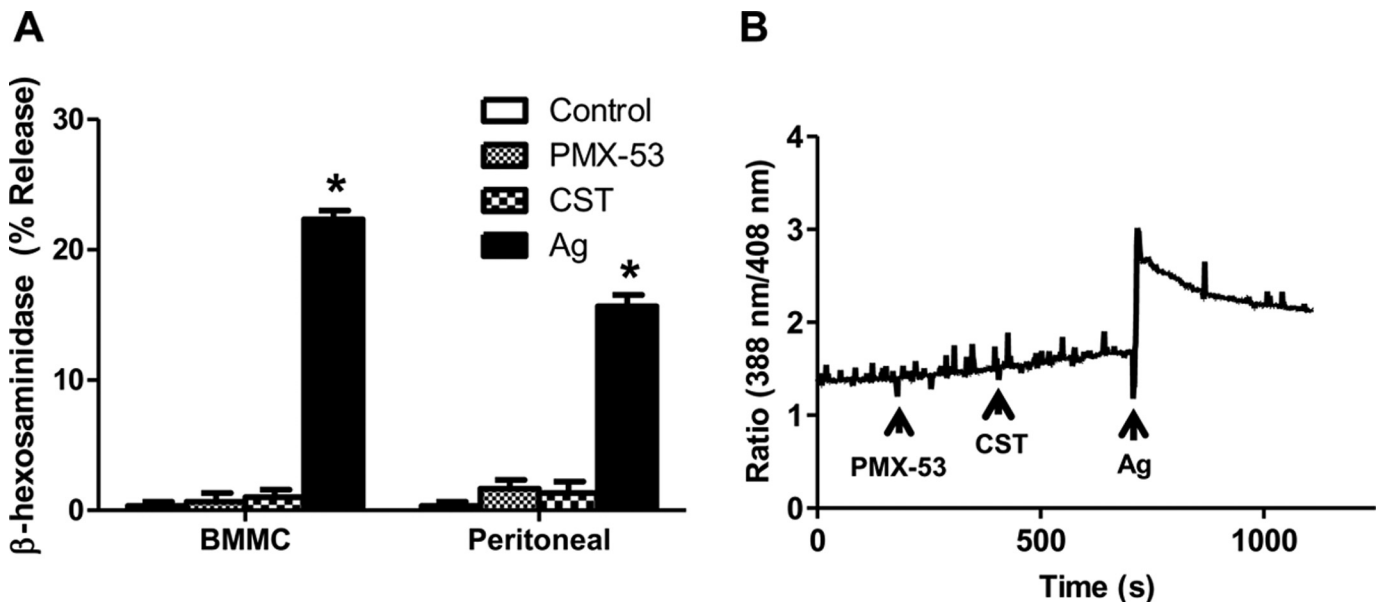 A
β-hexosaminidase (% Release)
30
20
10
0
Control
PMX-53
CST
Ag
*
*
BMMC
Peritoneal
B
Ratio (388 nm/408 nm)
4
3
2
1
0
PMX-53
CST
Ag
0
500
1000
Time (s)